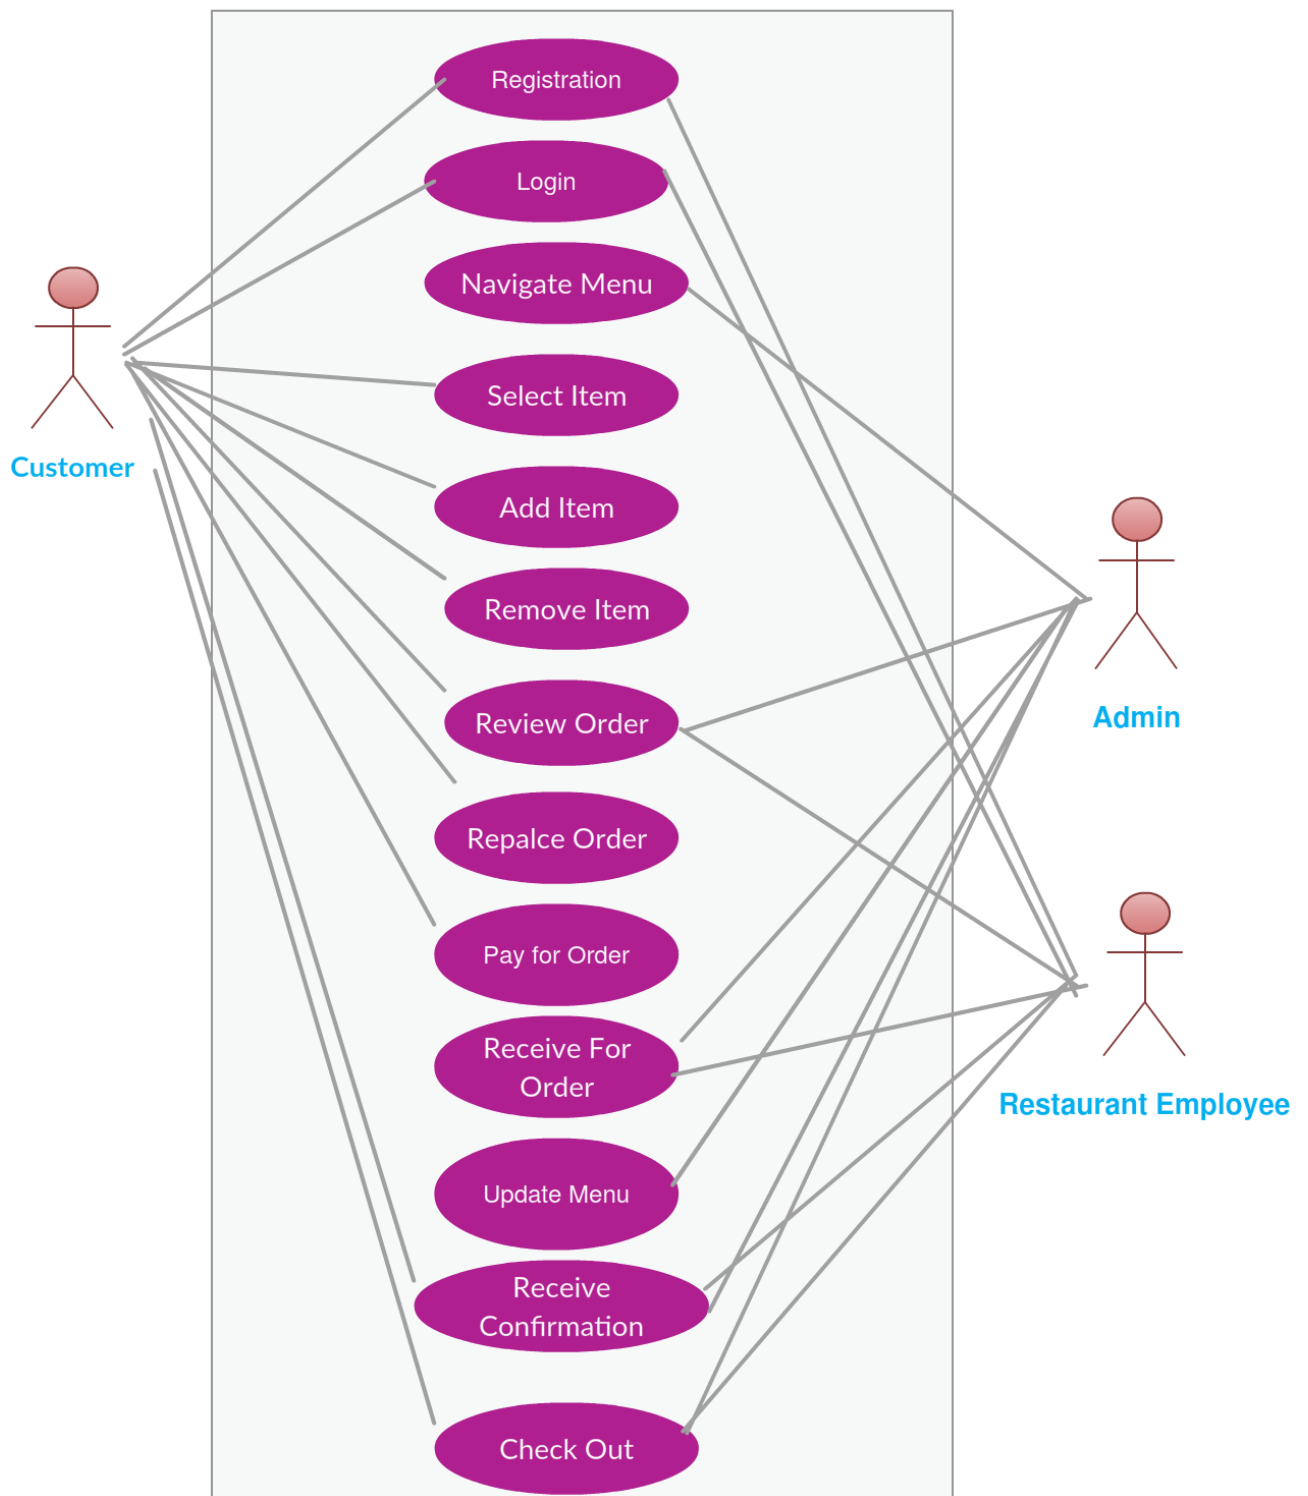 Registration
Login
Navigate Menu
Select Item
Customer
Add Item
Remove Item
Review Order
Admin
Repalce Order
Pay for Order
Receive For
Order
Restaurant Employee
Update Menu
Receive
Confirmation
Check Out